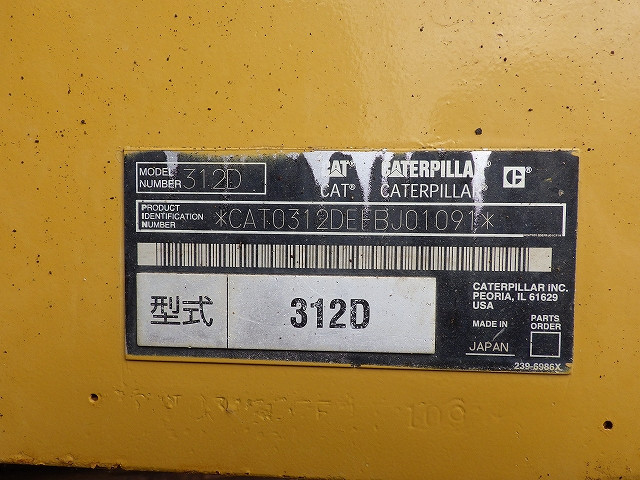 MODEL NUMBER 312D
CAT® CATERPILLAR
CAT® CATERPILLAR®
PRODUCT IDENTIFICATION NUMBER *CAT0312DEFBJ01091*
型式 312D
CATERPILLAR INC.
PEORIA, IL 61629
USA
MADE IN
JAPAN
PARTS ORDER
239-6986X
109